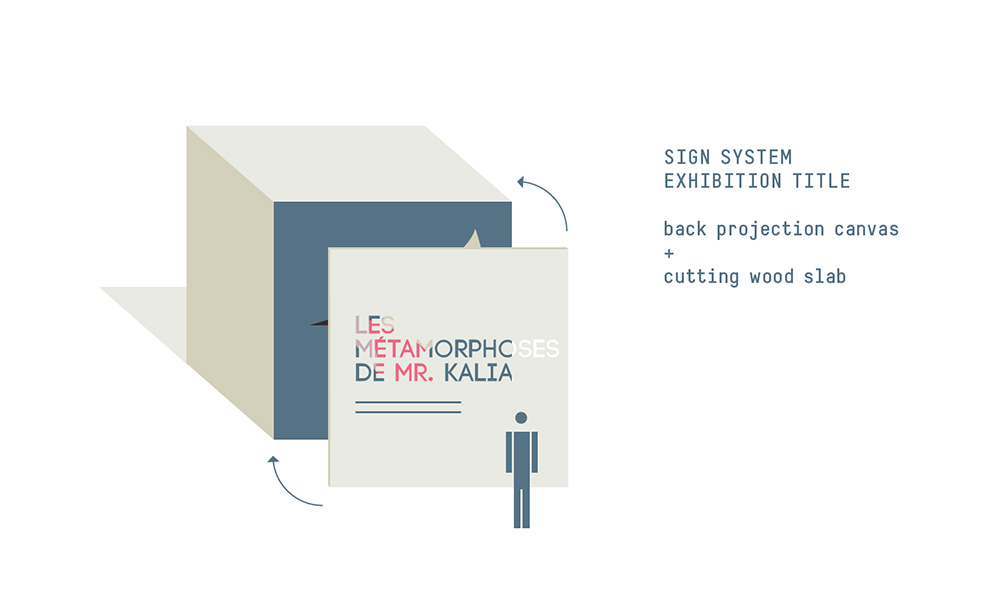 LES
MÉTAMORPHOSES
DE MR. KALIA
SIGN SYSTEM
EXHIBITION TITLE
back projection canvas
+
cutting wood slab